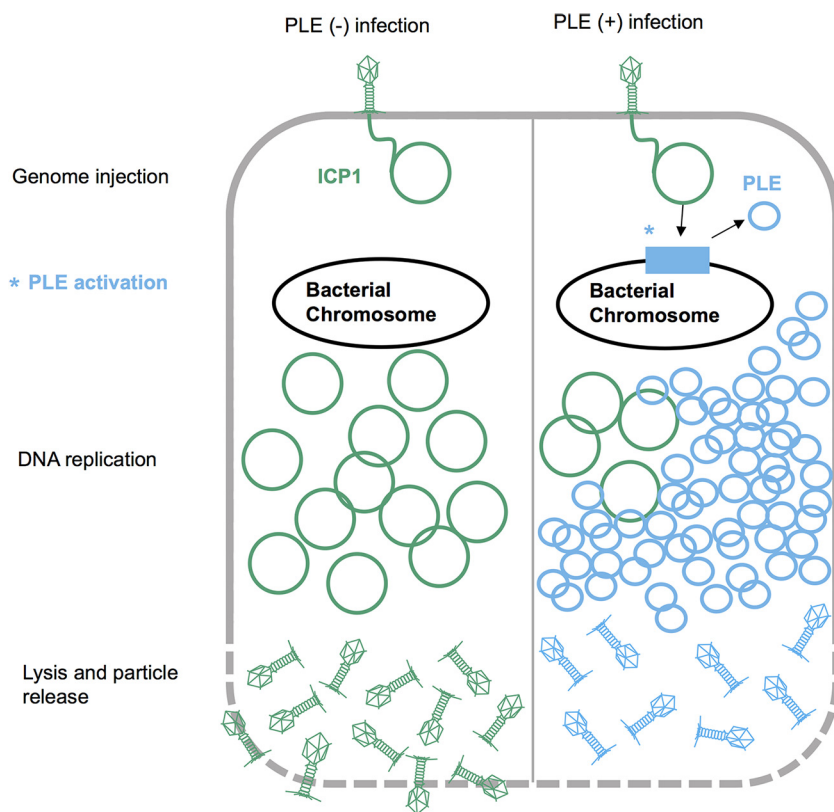 PLE (-) infection
PLE (+) infection
Genome injection
ICP1
PLE
*
* PLE activation
Bacterial
Chromosome
Bacterial
Chromosome
DNA replication
Lysis and particle
release